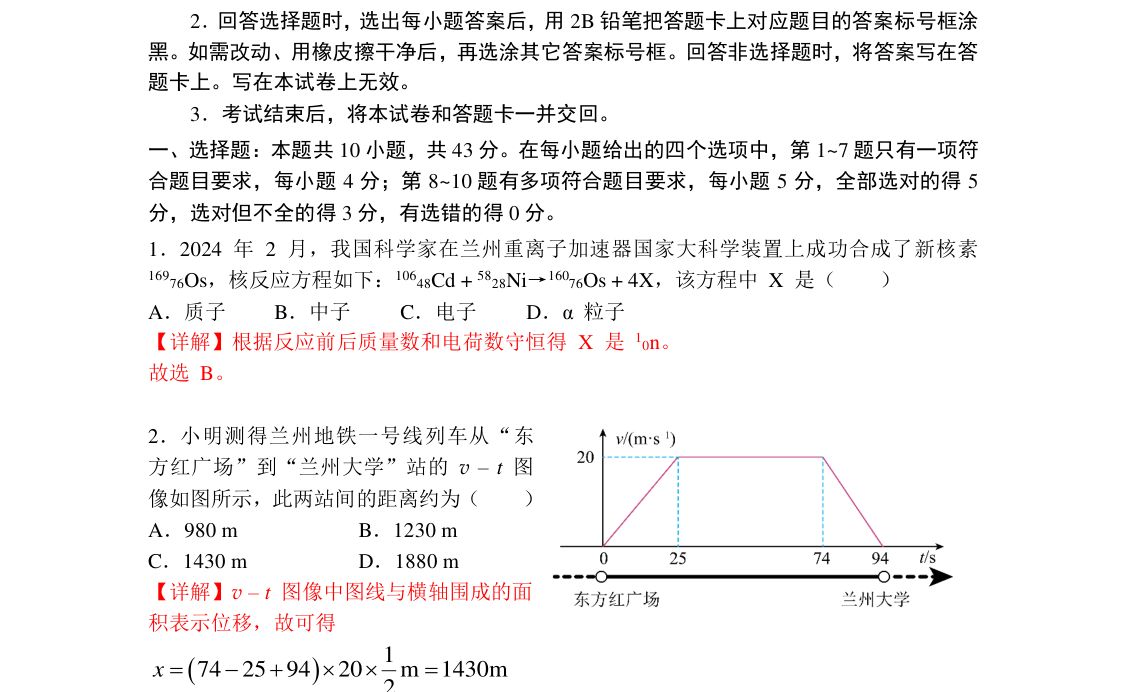 2．回答选择题时，选出每小题答案后，用 2B 铅笔把答题卡上对应题目的答案标号框涂
黑。如需改动、用橡皮擦干净后，再选涂其它答案标号框。回答非选择题时，将答案写在答
题卡上。写在本试卷上无效。
3．考试结束后，将本试卷和答题卡一并交回。
一、选择题：本题共 10 小题，共 43 分。在每小题给出的四个选项中，第 1~7 题只有一项符
合题目要求，每小题 4 分；第 8~10 题有多项符合题目要求，每小题 5 分，全部选对的得 5
分，选对但不全的得 3 分，有选错的得 0 分。
1．2024 年 2 月，我国科学家在兰州重离子加速器国家大科学装置上成功合成了新核素
¹⁶⁹₇₆Os，核反应方程如下：¹⁰⁶₄₈Cd + ⁵⁸₂₈Ni→¹⁶⁰₇₆Os + 4X，该方程中 X 是（　　）
A．质子　B．中子　C．电子　D．α 粒子
【详解】根据反应前后质量数和电荷数守恒得 X 是 ¹₀n。
故选 B。
2．小明测得兰州地铁一号线列车从“东
方红广场”到“兰州大学”站的 v – t 图
像如图所示，此两站间的距离约为（　　）
A．980 m　B．1230 m
C．1430 m　D．1880 m
【详解】v – t 图像中图线与横轴围成的面
积表示位移，故可得
x = (74 − 25 + 94) × 20 × 1/2 m = 1430m
v/(m·s ¹)
20
0　25　74　94　t/s
东方红广场　兰州大学